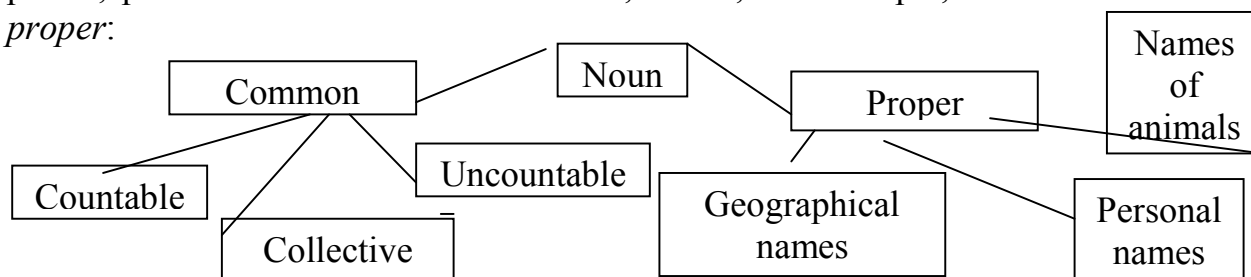 proper:
Names
of
animals
Noun
Common
Proper
Uncountable
Countable
Geographical
names
Personal
names
Collective